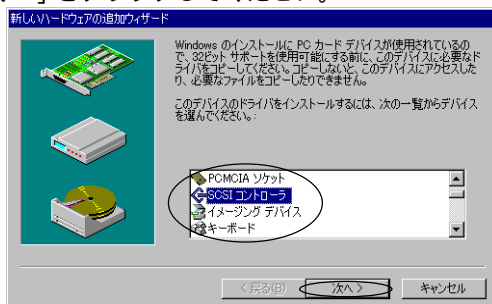 」をクリックしてください。
新しいハードウェアの追加ウィザード
Windows のインストールに PC カード デバイスが使用されているの
で、32ビット サポートを使用可能にする前に、このデバイスに必要なド
ライバをコピーしてください。コピーしないと、このデバイスにアクセスした
り、必要なファイルをコピーしたりできません。
このデバイスのドライバをインストールするには、次の一覧からデバイス
を選んでください。:
PCMCIA ソケット
SCSI コントローラ
イメージング デバイス
キーボード
< 戻る(B) 次へ > キャンセル